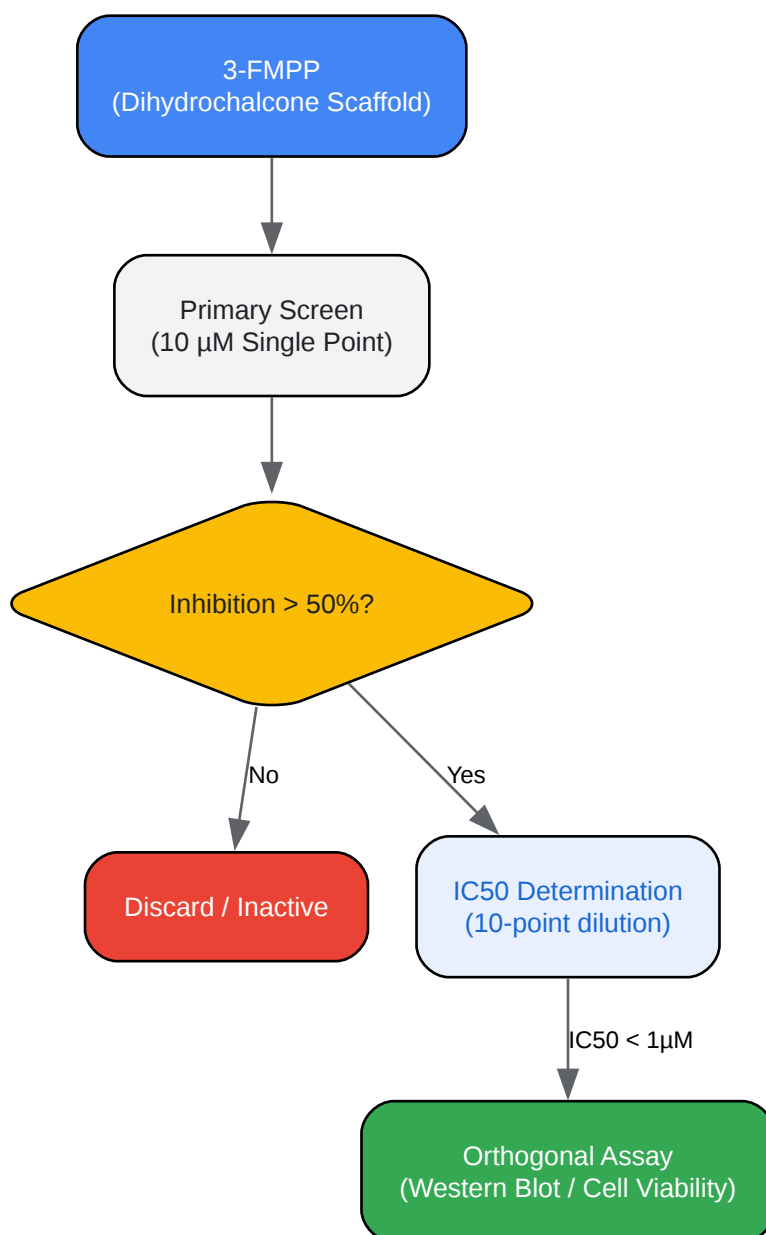 3-FMPP
(Dihydrochalcone Scaffold)
Primary Screen
(10 µM Single Point)
Inhibition > 50%?
No
Yes
Discard / Inactive
IC50 Determination
(10-point dilution)
IC50 < 1µM
Orthogonal Assay
(Western Blot / Cell Viability)